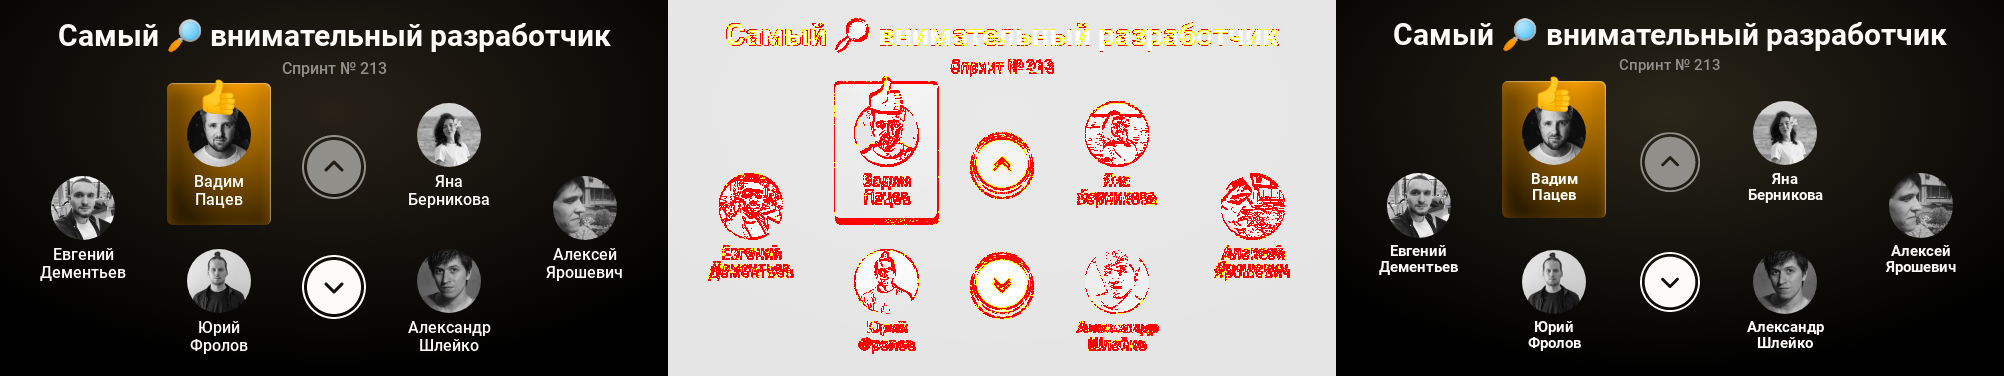 Самый 🔎 внимательный разработчик
Спринт № 213
Вадим
Пацев
Яна
Берникова
Евгений
Дементьев
Алексей
Ярошевич
Юрий
Фролов
Александр
Шлейко
Самый 🔎 внимательный разработчик
Спринт № 213
Вадим
Пацев
Яна
Берникова
Евгений
Дементьев
Алексей
Ярошевич
Юрий
Фролов
Александр
Шлейко
Самый 🔎 внимательный разработчик
Спринт № 213
Вадим
Пацев
Яна
Берникова
Евгений
Дементьев
Алексей
Ярошевич
Юрий
Фролов
Александр
Шлейко